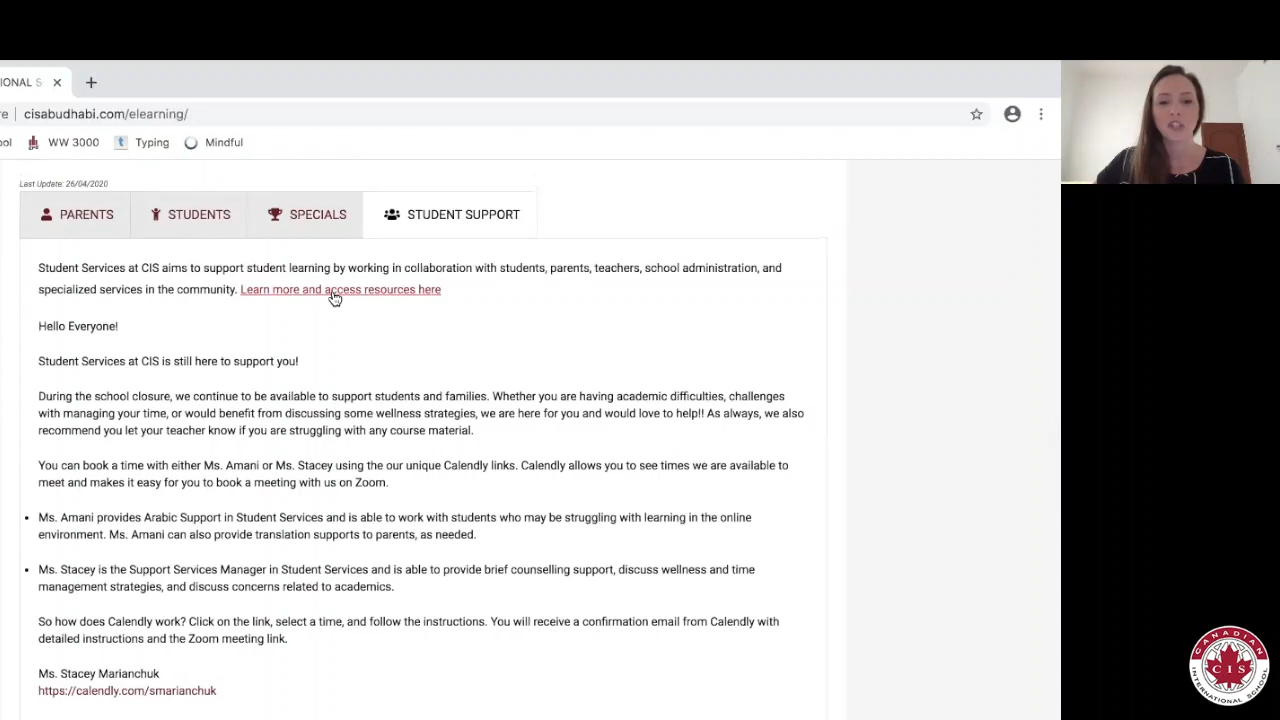 IONAL S
re cisabudhabi.com/elearning/
ool WW 3000 Typing Mindful
Last Update: 26/04/2020
PARENTS STUDENTS SPECIALS STUDENT SUPPORT
Student Services at CIS aims to support student learning by working in collaboration with students, parents, teachers, school administration, and
specialized services in the community. Learn more and access resources here
Hello Everyone!
Student Services at CIS is still here to support you!
During the school closure, we continue to be available to support students and families. Whether you are having academic difficulties, challenges
with managing your time, or would benefit from discussing some wellness strategies, we are here for you and would love to help!! As always, we also
recommend you let your teacher know if you are struggling with any course material.
You can book a time with either Ms. Amani or Ms. Stacey using the our unique Calendly links. Calendly allows you to see times we are available to
meet and makes it easy for you to book a meeting with us on Zoom.
Ms. Amani provides Arabic Support in Student Services and is able to work with students who may be struggling with learning in the online
environment. Ms. Amani can also provide translation supports to parents, as needed.
Ms. Stacey is the Support Services Manager in Student Services and is able to provide brief counselling support, discuss wellness and time
management strategies, and discuss concerns related to academics.
So how does Calendly work? Click on the link, select a time, and follow the instructions. You will receive a confirmation email from Calendly with
detailed instructions and the Zoom meeting link.
Ms. Stacey Marianchuk
https://calendly.com/smarianchuk
CANADIAN
CIS
INTERNATIONAL SCHOOL